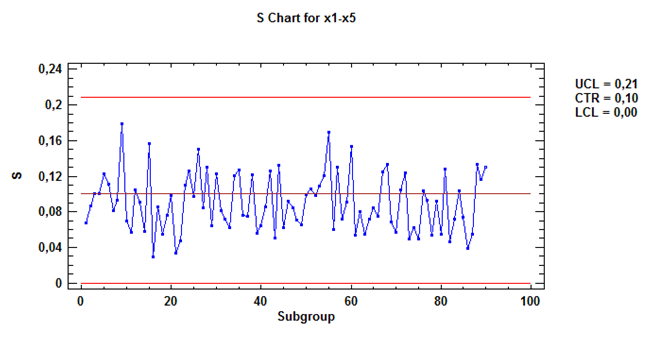 S Chart for x1-x5
0,24
0,2
0,16
0,12
0,08
0,04
0
S
0 20 40 60 80 100
Subgroup
UCL = 0,21
CTR = 0,10
LCL = 0,00